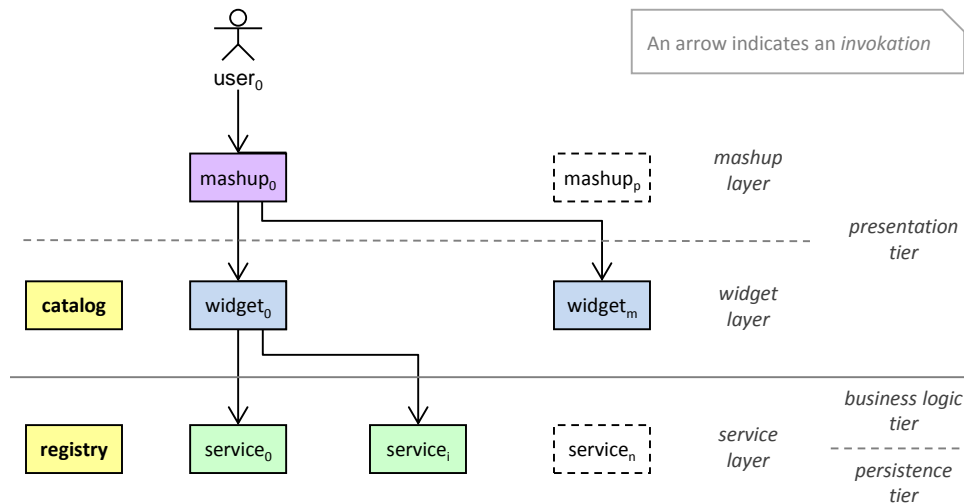 An arrow indicates an invokation
user0
mashup0
mashupp
mashup
layer
presentation
tier
catalog
widget0
widgetm
widget
layer
business logic
tier
registry
service0
servicei
servicen
service
layer
persistence
tier